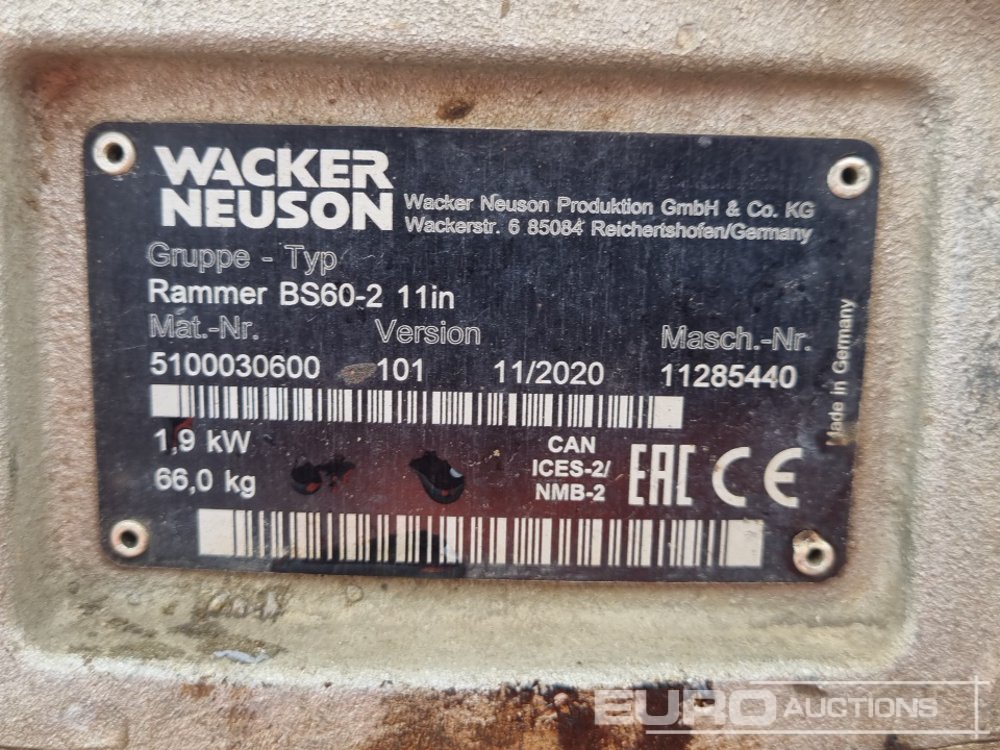 WACKER
NEUSON
Wacker Neuson Produktion GmbH & Co. KG
Wackerstr. 6 85084 Reichertshofen/Germany
Gruppe - Typ
Rammer BS60-2 11in
Mat.-Nr. Version Masch.-Nr.
5100030600 101 11/2020 11285440
1,9 kW
66,0 kg
CAN
ICES-2/
NMB-2
EAC CE
Made in Germany
EURO AUCTIONS